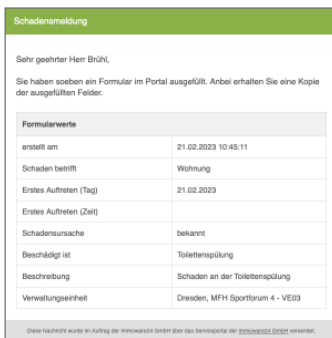 Schadensmeldung
Sehr geehrter Herr Brühl,
Sie haben soeben ein Formular im Portal ausgefüllt. Anbei erhalten Sie eine Kopie
der ausgefüllten Felder.
Formularwerte
erstellt am 21.02.2023 10:45:11
Schaden betrifft Wohnung
Erstes Auftreten (Tag) 21.02.2023
Erstes Auftreten (Zeit)
Schadensursache bekannt
Beschädigt ist Toilettenspülung
Beschreibung Schaden an der Toilettenspülung
Verwaltungseinheit Dresden, MFH Sportforum 4 - VE03
Diese Nachricht wurde im Auftrag der Immoware24 GmbH über das Serviceportal der Immoware24 GmbH versendet.